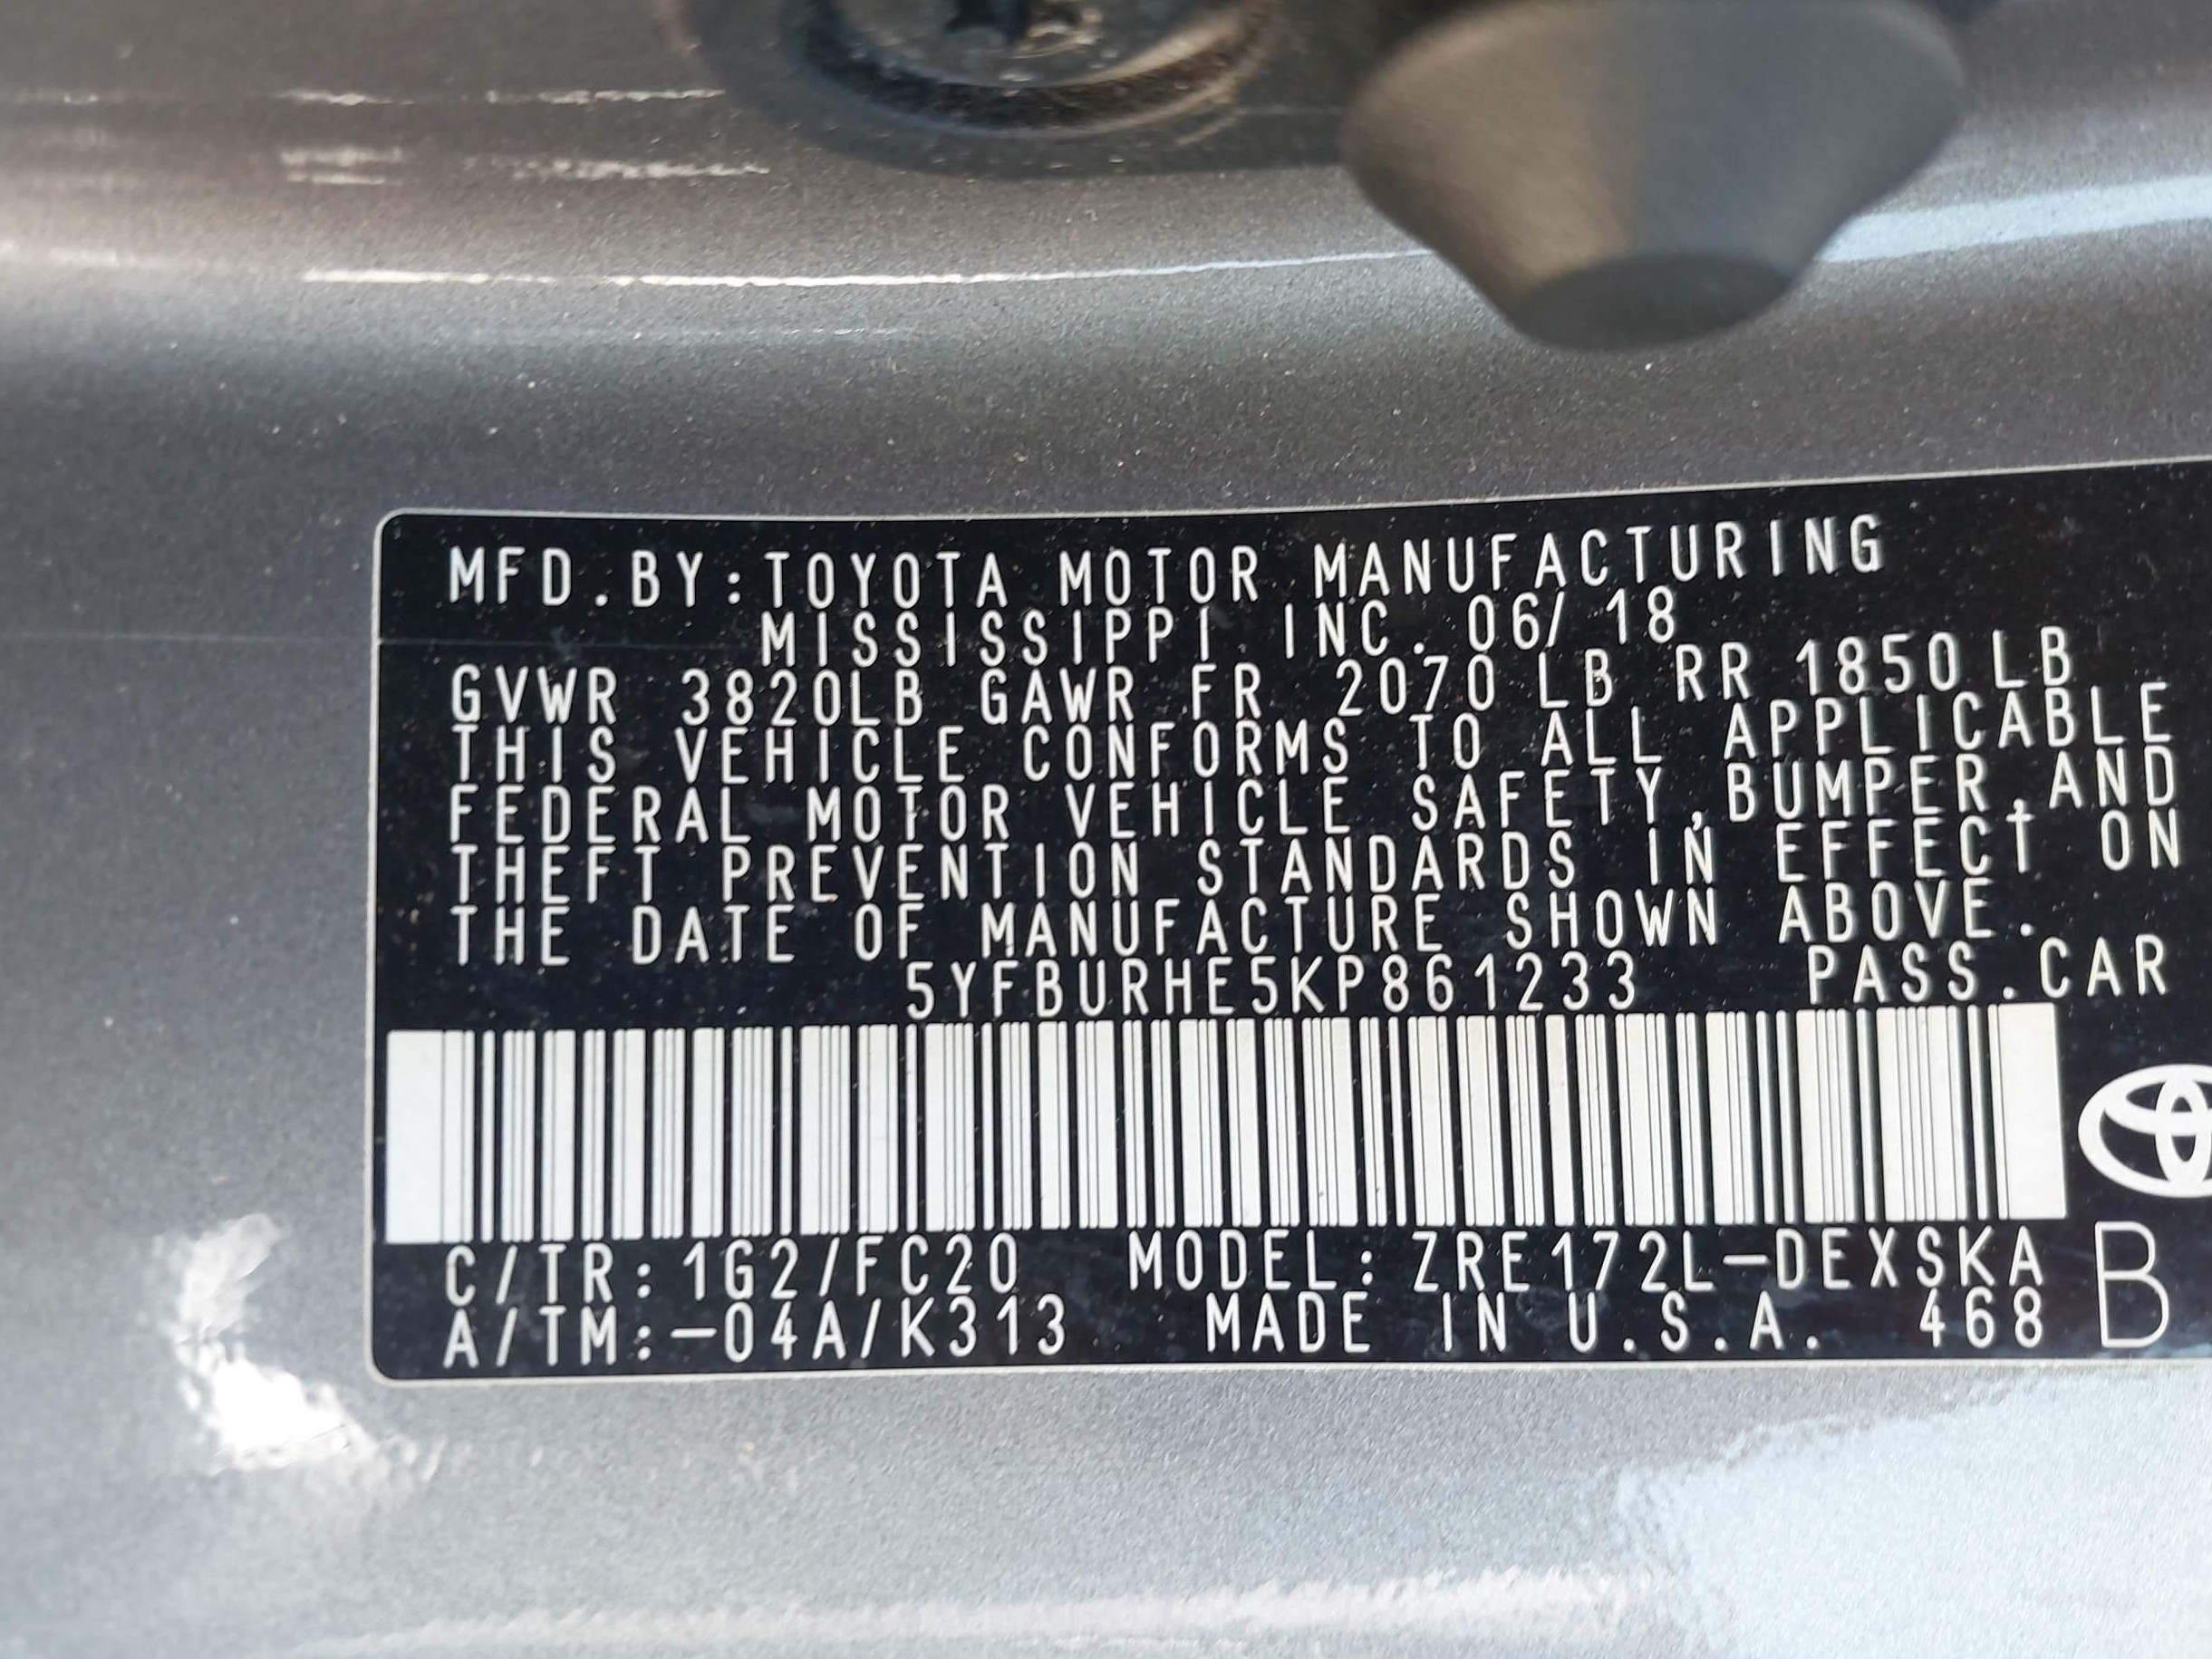 MFD.BY:TOYOTA MOTOR MANUFACTURING
MISSISSIPPI, INC. 06/ 18
GVWR 3820LB GAWR FR 2070 LB RR 1850 LB
THIS VEHICLE CONFORMS TO ALL APPLICABLE
FEDERAL MOTOR VEHICLE SAFETY,BUMPER,AND
THEFT PREVENTION STANDARDS IN EFFECT ON
THE DATE OF MANUFACTURE SHOWN ABOVE.
5YFBURHE5KP861233 PASS.CAR
C/TR:1G2/FC20 MODEL:ZRE172L-DEXSKA
A/TM:-04A/K313 MADE IN U.S.A. 468 B